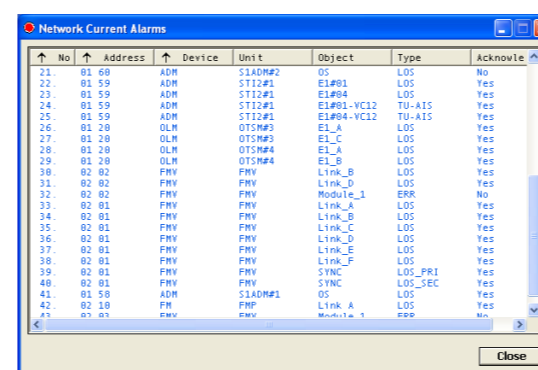 Network Current Alarms
↑ No ↑ Address ↑ Device Unit Object Type Acknowle
21. 01 60 ADM S1ADM#2 OS LOS No
22. 01 59 ADM STI2#1 E1#01 LOS Yes
23. 01 59 ADM STI2#1 E1#04 LOS Yes
24. 01 59 ADM STI2#1 E1#01-VC12 TU-AIS Yes
25. 01 59 ADM STI2#1 E1#04-VC12 TU-AIS Yes
26. 01 20 OLM OTSM#3 E1_A LOS Yes
27. 01 20 OLM OTSM#3 E1_C LOS Yes
28. 01 20 OLM OTSM#4 E1_A LOS Yes
29. 01 20 OLM OTSM#4 E1_B LOS Yes
30. 02 02 FMV FMV Link_B LOS Yes
31. 02 02 FMV FMV Link_D LOS Yes
32. 02 02 FMV FMV Module_1 ERR No
33. 02 01 FMV FMV Link_A LOS Yes
34. 02 01 FMV FMV Link_B LOS Yes
35. 02 01 FMV FMV Link_C LOS Yes
36. 02 01 FMV FMV Link_D LOS Yes
37. 02 01 FMV FMV Link_E LOS Yes
38. 02 01 FMV FMV Link_F LOS Yes
39. 02 01 FMV FMV SYNC LOS_PRI Yes
40. 02 01 FMV FMV SYNC LOS_SEC Yes
41. 01 58 ADM S1ADM#1 OS LOS Yes
42. 02 10 FM FMP Link_A LOS Yes
43. 02 03 FMV FMV Module_1 ERR No
Close